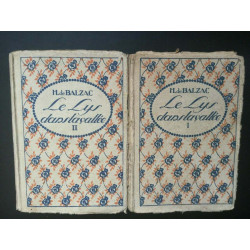 H. de BALZAC
Le Lys
dans la vallée
II
H. de BALZAC
Le Lys
dans la vallée